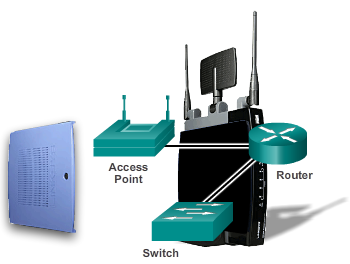 Access
Point
Router
Switch